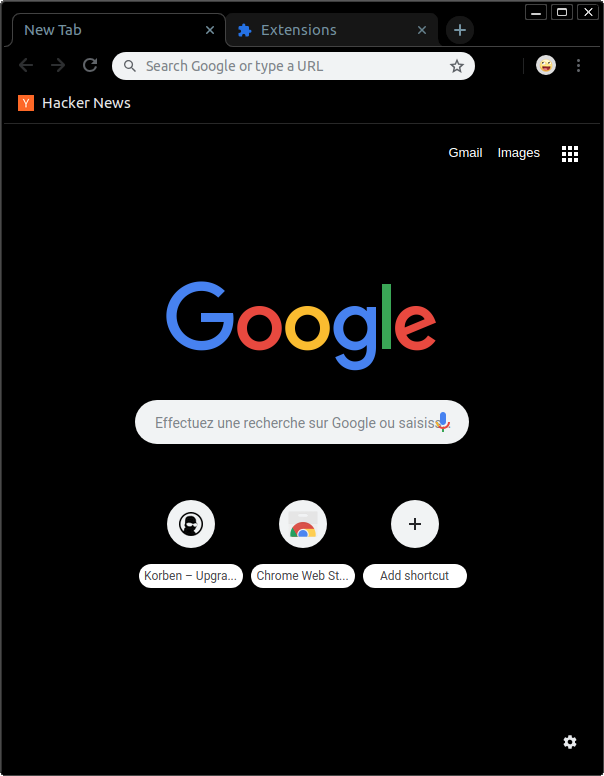 New Tab
Extensions
Search Google or type a URL
Y Hacker News
Gmail Images
Google
Effectuez une recherche sur Google ou saisiss...
Korben – Upgra...
Chrome Web St...
Add shortcut